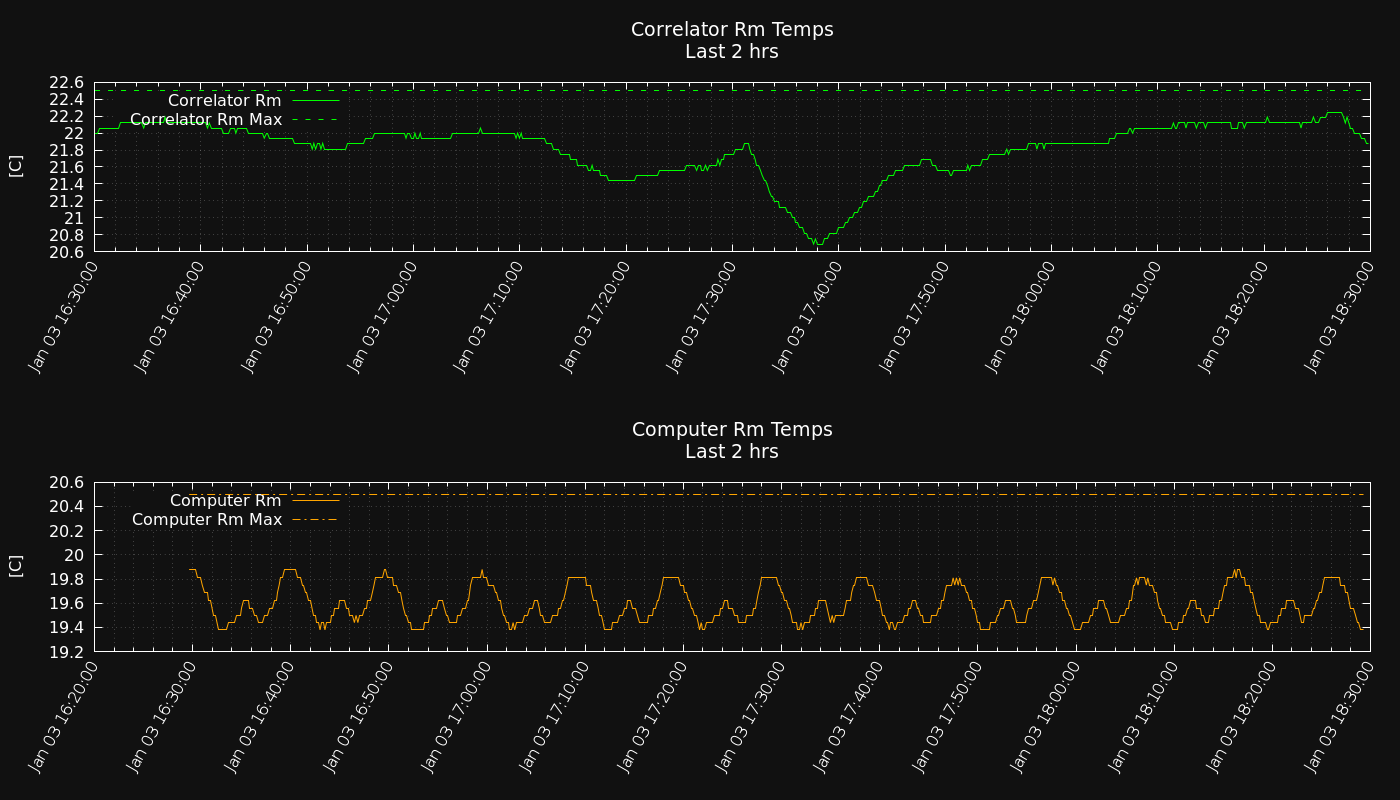 Correlator Rm Temps
Last 2 hrs
22.6
22.4
22.2
22
21.8
21.6
21.4
21.2
21
20.8
20.6
[C]
Correlator Rm
Correlator Rm Max
Jan 03 16:30:00
Jan 03 16:40:00
Jan 03 16:50:00
Jan 03 17:00:00
Jan 03 17:10:00
Jan 03 17:20:00
Jan 03 17:30:00
Jan 03 17:40:00
Jan 03 17:50:00
Jan 03 18:00:00
Jan 03 18:10:00
Jan 03 18:20:00
Jan 03 18:30:00
Computer Rm Temps
Last 2 hrs
20.6
20.4
20.2
20
19.8
19.6
19.4
19.2
[C]
Computer Rm
Computer Rm Max
Jan 03 16:20:00
Jan 03 16:30:00
Jan 03 16:40:00
Jan 03 16:50:00
Jan 03 17:00:00
Jan 03 17:10:00
Jan 03 17:20:00
Jan 03 17:30:00
Jan 03 17:40:00
Jan 03 17:50:00
Jan 03 18:00:00
Jan 03 18:10:00
Jan 03 18:20:00
Jan 03 18:30:00